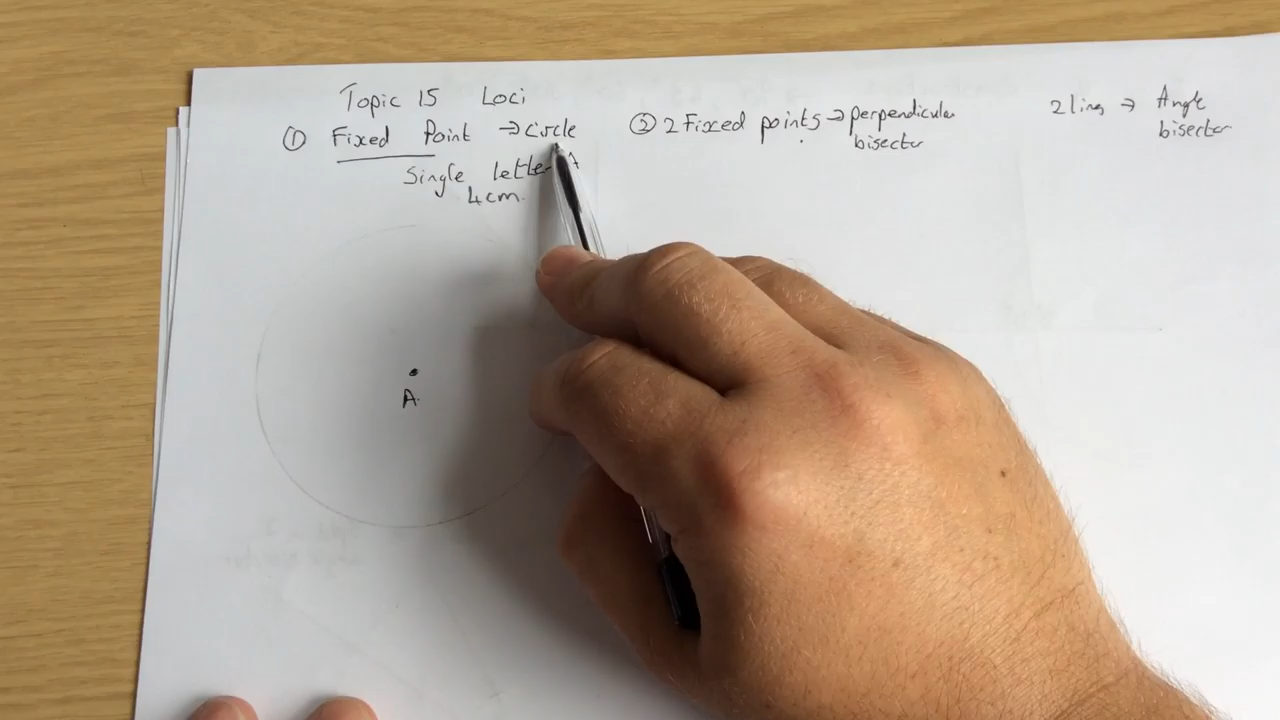 Topic 15 Loci
① Fixed Point → circle
Single letter A
4cm.
② 2 Fixed points → perpendicular
bisector
2 lines → Angle
bisector
A.